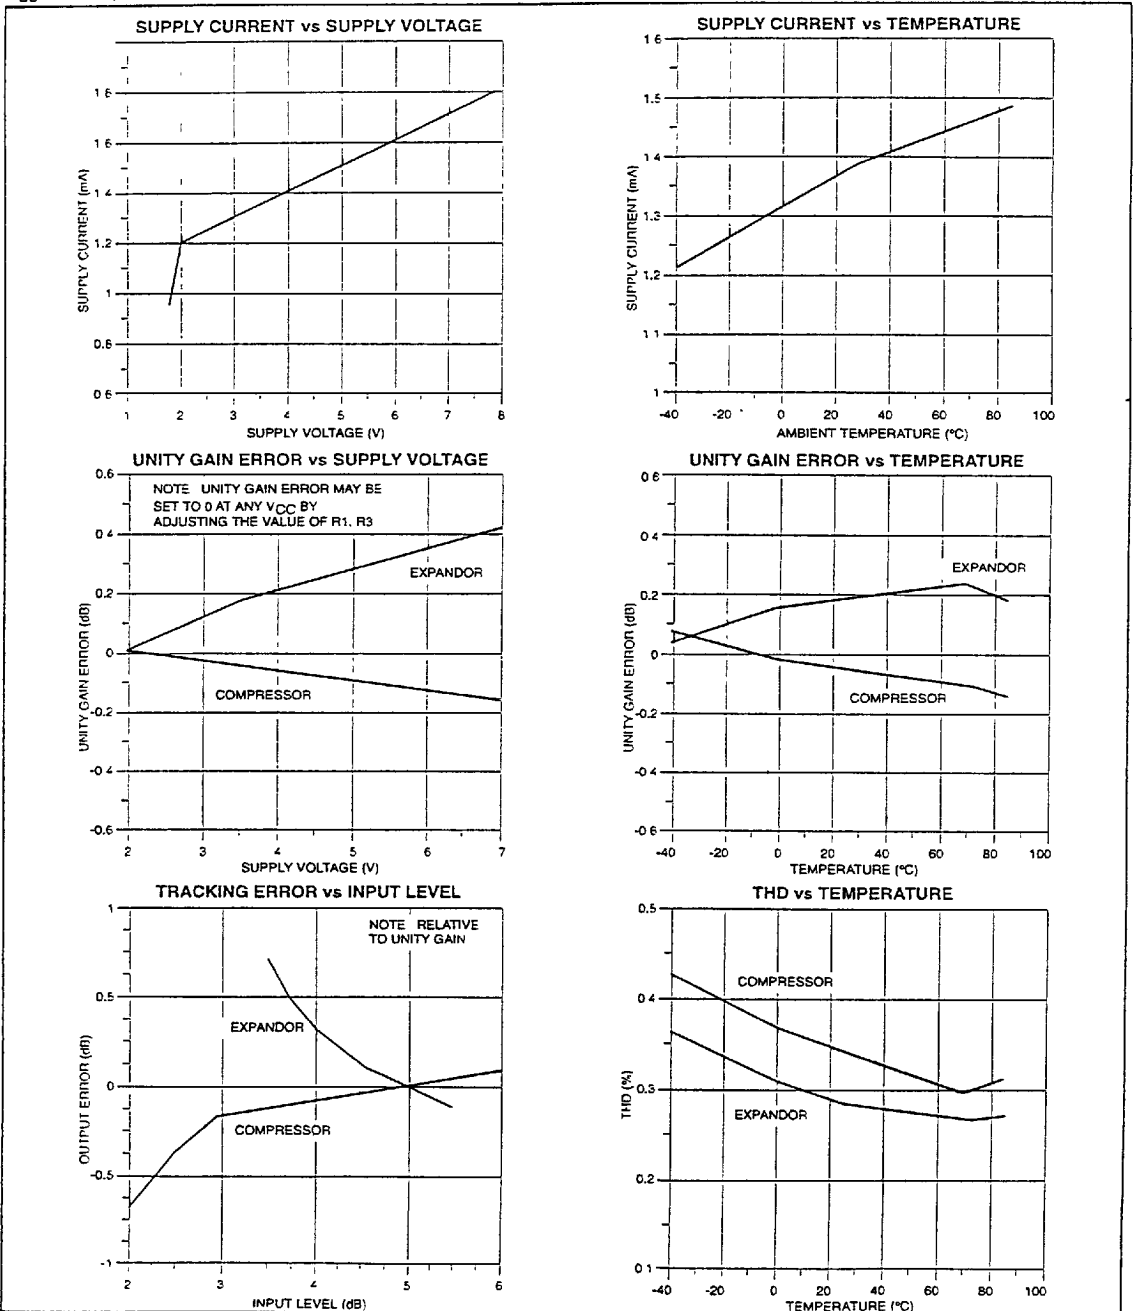 SUPPLY CURRENT vs SUPPLY VOLTAGE
1 8
1 6
1 4
1.2
1
0 8
0 6
SUPPLY CURRENT (mA)
1 2 3 4 5 6 7 8
SUPPLY VOLTAGE (V)
SUPPLY CURRENT vs TEMPERATURE
1 6
1.5
1.4
1.3
1.2
1.1
1
SUPPLY CURRENT (mA)
-40 -20 0 20 40 60 80 100
AMBIENT TEMPERATURE (°C)
UNITY GAIN ERROR vs SUPPLY VOLTAGE
NOTE UNITY GAIN ERROR MAY BE
SET TO 0 AT ANY VCC BY
ADJUSTING THE VALUE OF R1, R3
EXPANDOR
COMPRESSOR
0.6
0 4
0.2
0
-0.2
-0 4
-0.6
UNITY GAIN ERROR (dB)
2 3 4 5 6 7
SUPPLY VOLTAGE (V)
UNITY GAIN ERROR vs TEMPERATURE
EXPANDOR
COMPRESSOR
0.6
0.4
0.2
0
-0.2
-0 4
-0 6
UNITY GAIN ERROR (dB)
-40 -20 0 20 40 60 80 100
TEMPERATURE (°C)
TRACKING ERROR vs INPUT LEVEL
NOTE RELATIVE
TO UNITY GAIN
EXPANDOR
COMPRESSOR
1
0.5
0
-0.5
-1
OUTPUT ERROR (dB)
2 3 4 5 6
INPUT LEVEL (dB)
THD vs TEMPERATURE
COMPRESSOR
EXPANDOR
0.5
0 4
0.3
0.2
0 1
THD (%)
-40 -20 0 20 40 60 80 100
TEMPERATURE (°C)